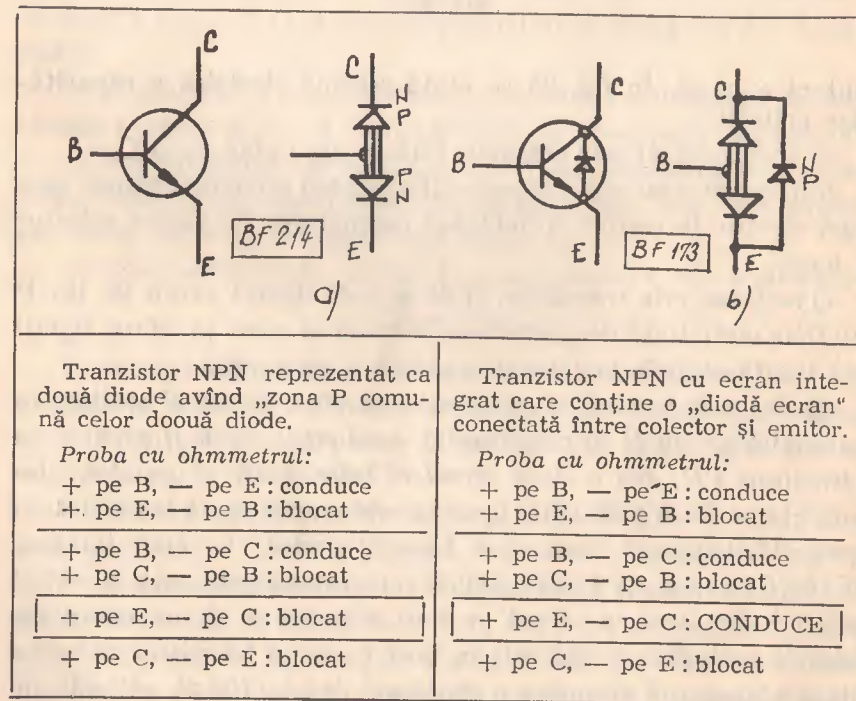 C
B
E
BF 214
a)
C
N
P
P
N
E
C
B
E
BF 173
C
B
N
P
E
b)
Tranzistor NPN reprezentat ca
două diode avînd „zona P comu-
nă celor doouă diode.
Proba cu ohmmetrul:
+ pe B, — pe E : conduce
+ pe E, — pe B : blocat
+ pe B, — pe C : conduce
+ pe C, — pe B : blocat
+ pe E, — pe C : blocat
+ pe C, — pe E : blocat
Tranzistor NPN cu ecran inte-
grat care conține o „diodă ecran“
conectată între colector și emitor.
Proba cu ohmmetrul:
+ pe B, — pe E : conduce
+ pe E, — pe B : blocat
+ pe B, — pe C : conduce
+ pe C, — pe B : blocat
+ pe E, — pe C : CONDUCE
+ pe C, — pe E : blocat